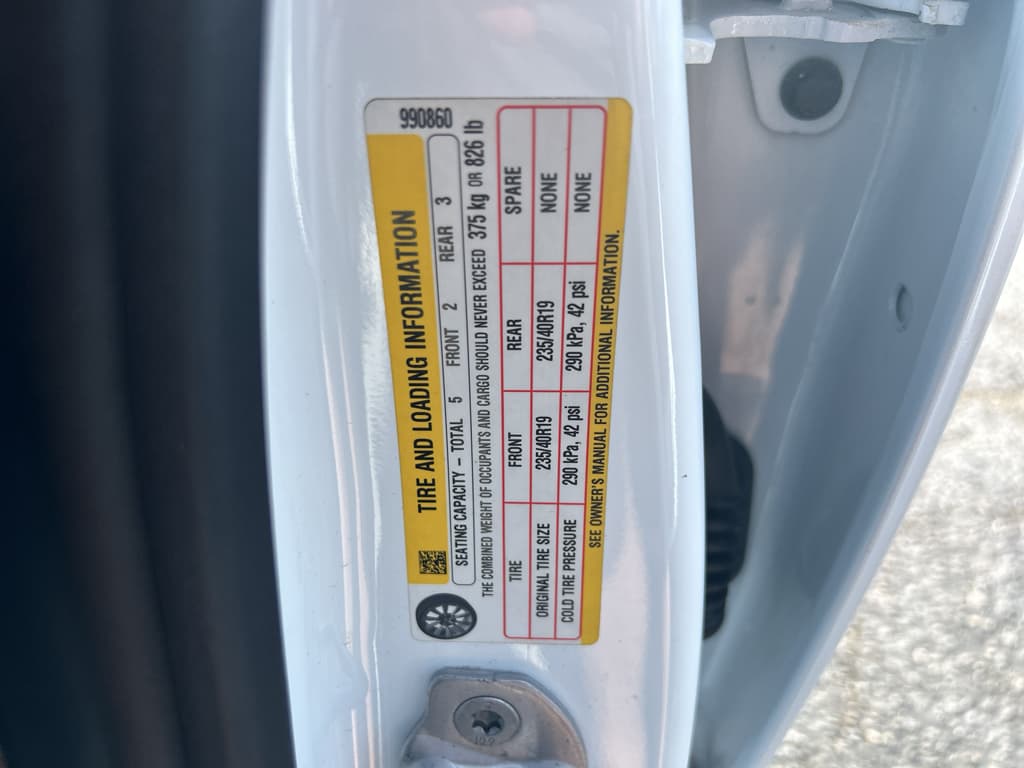 990860
TIRE AND LOADING INFORMATION
SEATING CAPACITY – TOTAL 5 FRONT 2 REAR 3
THE COMBINED WEIGHT OF OCCUPANTS AND CARGO SHOULD NEVER EXCEED 375 kg OR 826 lb
TIRE FRONT REAR SPARE
ORIGINAL TIRE SIZE 235/40R19 235/40R19 NONE
COLD TIRE PRESSURE 290 kPa, 42 psi 290 kPa, 42 psi NONE
SEE OWNER'S MANUAL FOR ADDITIONAL INFORMATION.